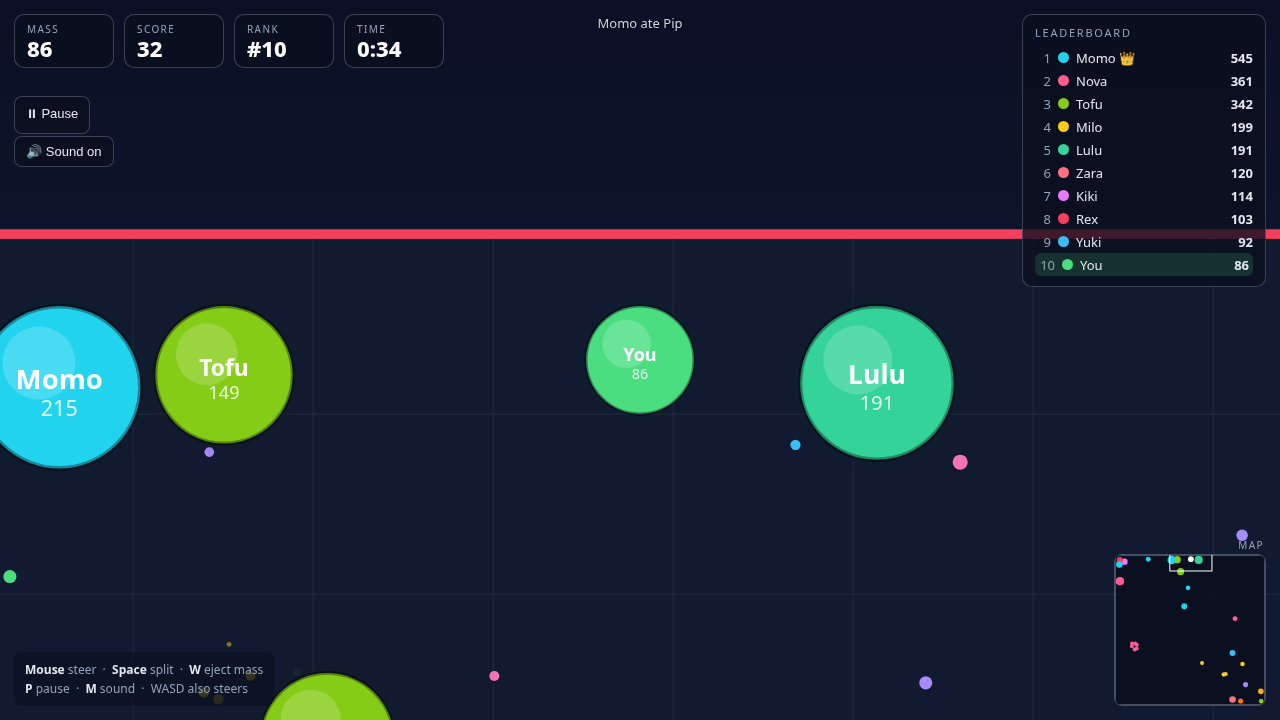 MASS
86
SCORE
32
RANK
#10
TIME
0:34
Momo ate Pip
⏸ Pause
🔊 Sound on
LEADERBOARD
1 Momo 👑 545
2 Nova 361
3 Tofu 342
4 Milo 199
5 Lulu 191
6 Zara 120
7 Kiki 114
8 Rex 103
9 Yuki 92
10 You 86
Momo
215
Tofu
149
You
86
Lulu
191
MAP
Mouse steer · Space split · W eject mass
P pause · M sound · WASD also steers